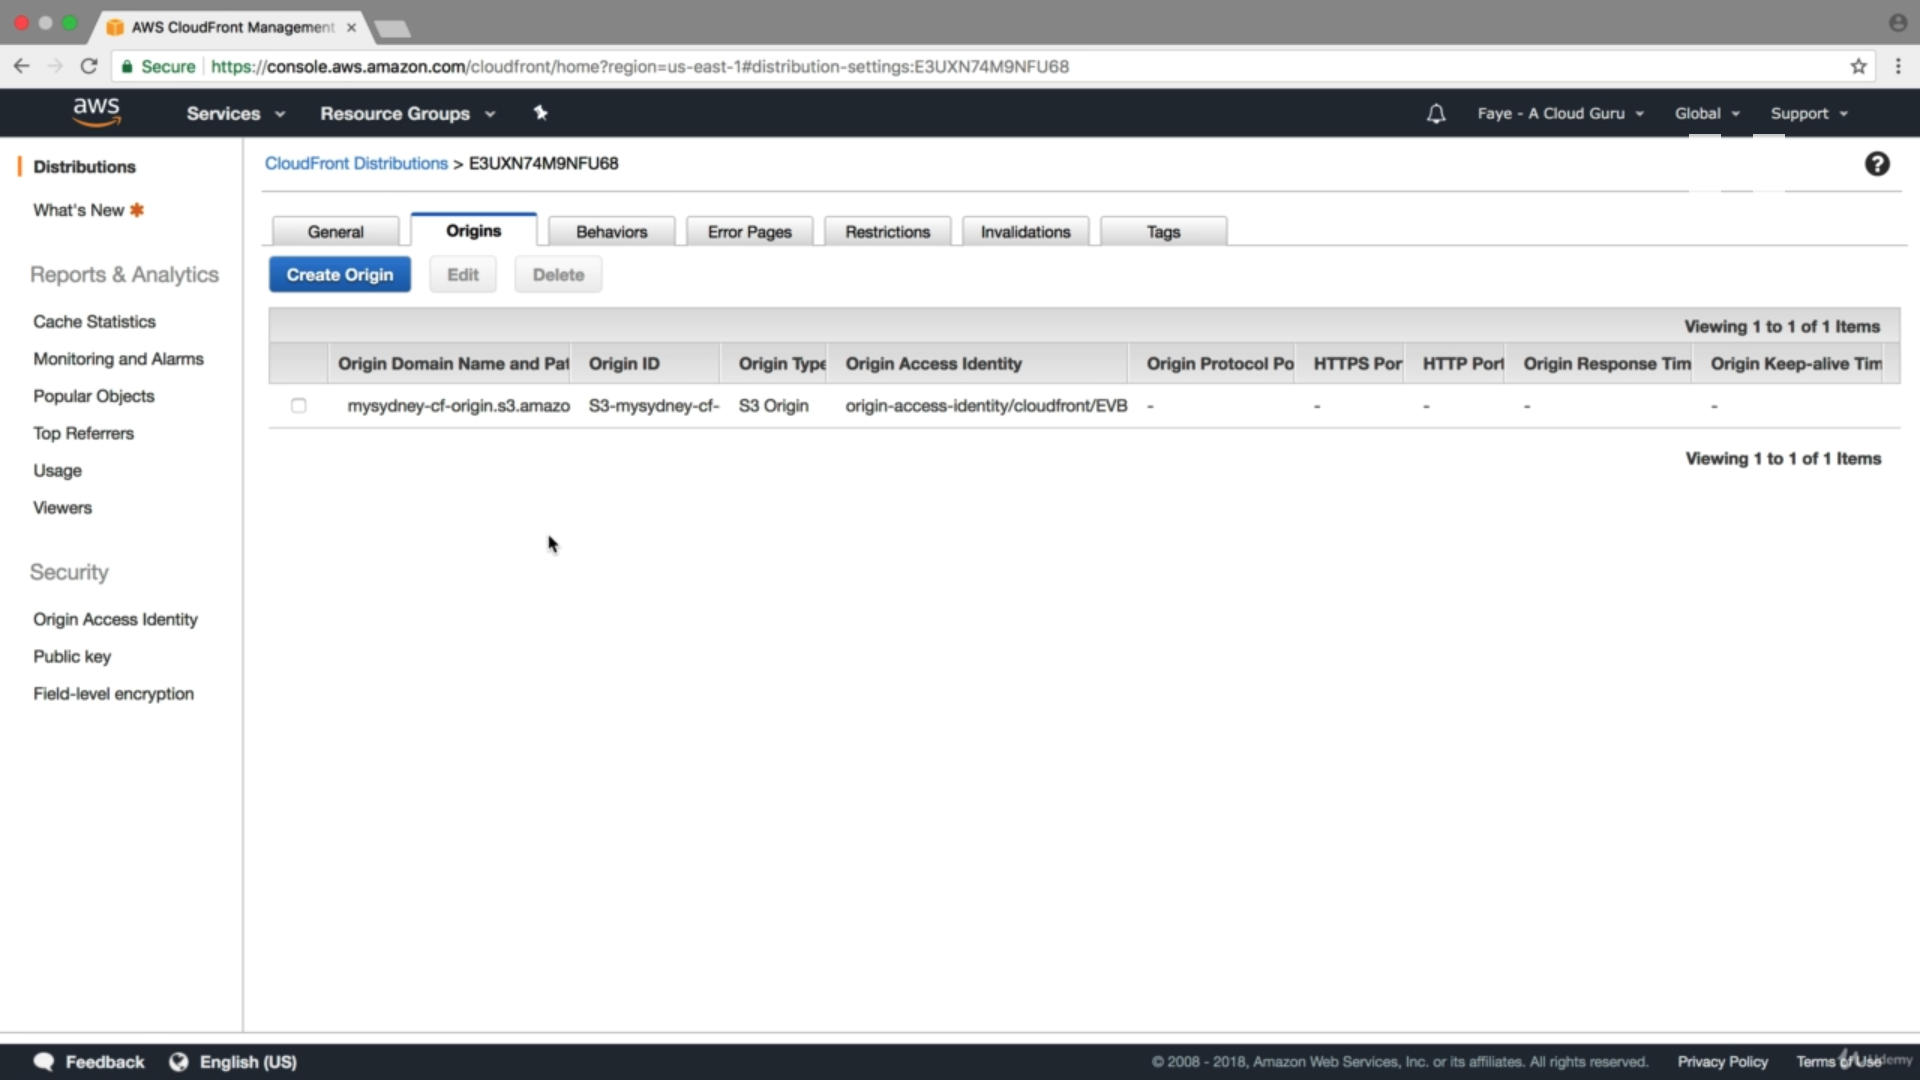 AWS CloudFront Management
Secure https://console.aws.amazon.com/cloudfront/home?region=us-east-1#distribution-settings:E3UXN74M9NFU68
aws Services Resource Groups Faye - A Cloud Guru Global Support
Distributions
What's New
Reports & Analytics
Cache Statistics
Monitoring and Alarms
Popular Objects
Top Referrers
Usage
Viewers
Security
Origin Access Identity
Public key
Field-level encryption
CloudFront Distributions > E3UXN74M9NFU68
General Origins Behaviors Error Pages Restrictions Invalidations Tags
Create Origin Edit Delete
Viewing 1 to 1 of 1 Items
Origin Domain Name and Pat Origin ID Origin Type Origin Access Identity Origin Protocol Po HTTPS Por HTTP Port Origin Response Tim Origin Keep-alive Tim
mysydney-cf-origin.s3.amazo S3-mysydney-cf- S3 Origin origin-access-identity/cloudfront/EVB - - - - -
Viewing 1 to 1 of 1 Items
Feedback English (US) © 2008 - 2018, Amazon Web Services, Inc. or its affiliates. All rights reserved. Privacy Policy Terms of Use